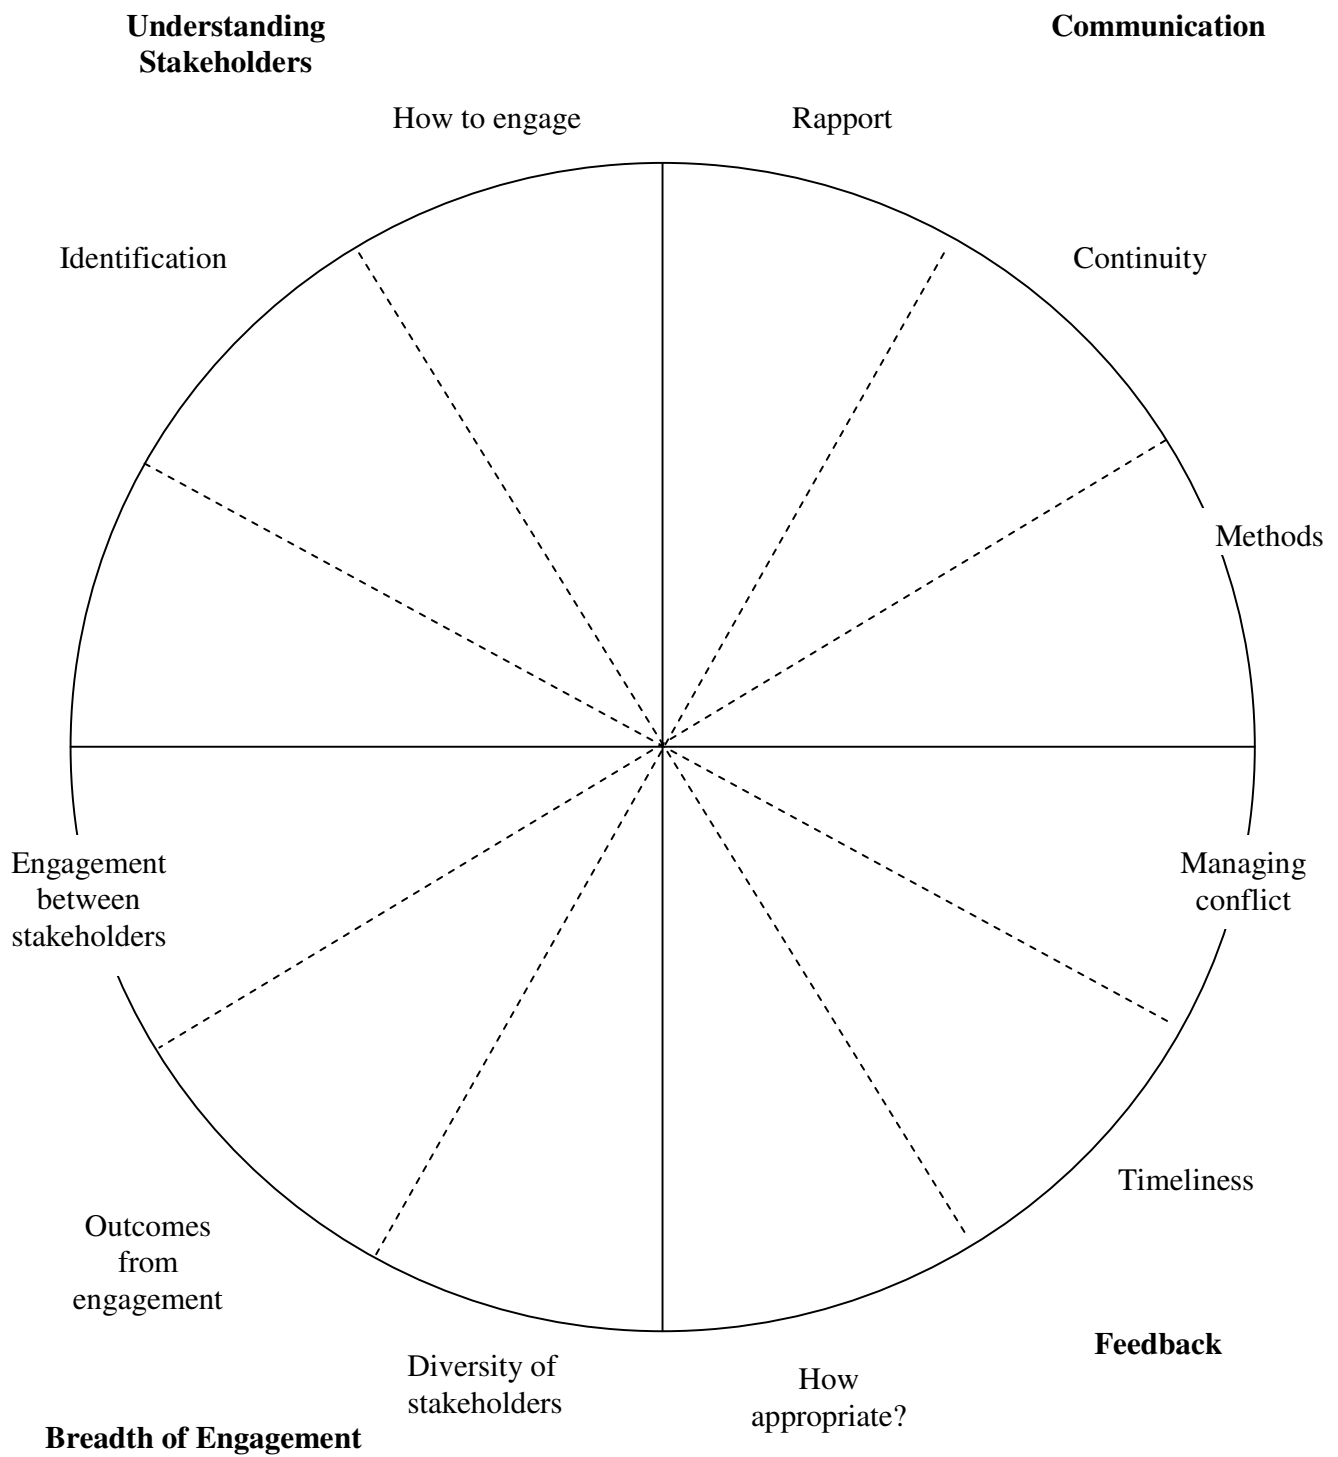 Understanding
Stakeholders
Communication
How to engage
Rapport
Identification
Continuity
Methods
Engagement
between
stakeholders
Managing
conflict
Timeliness
Outcomes
from
engagement
Feedback
Diversity of
stakeholders
How
appropriate?
Breadth of Engagement